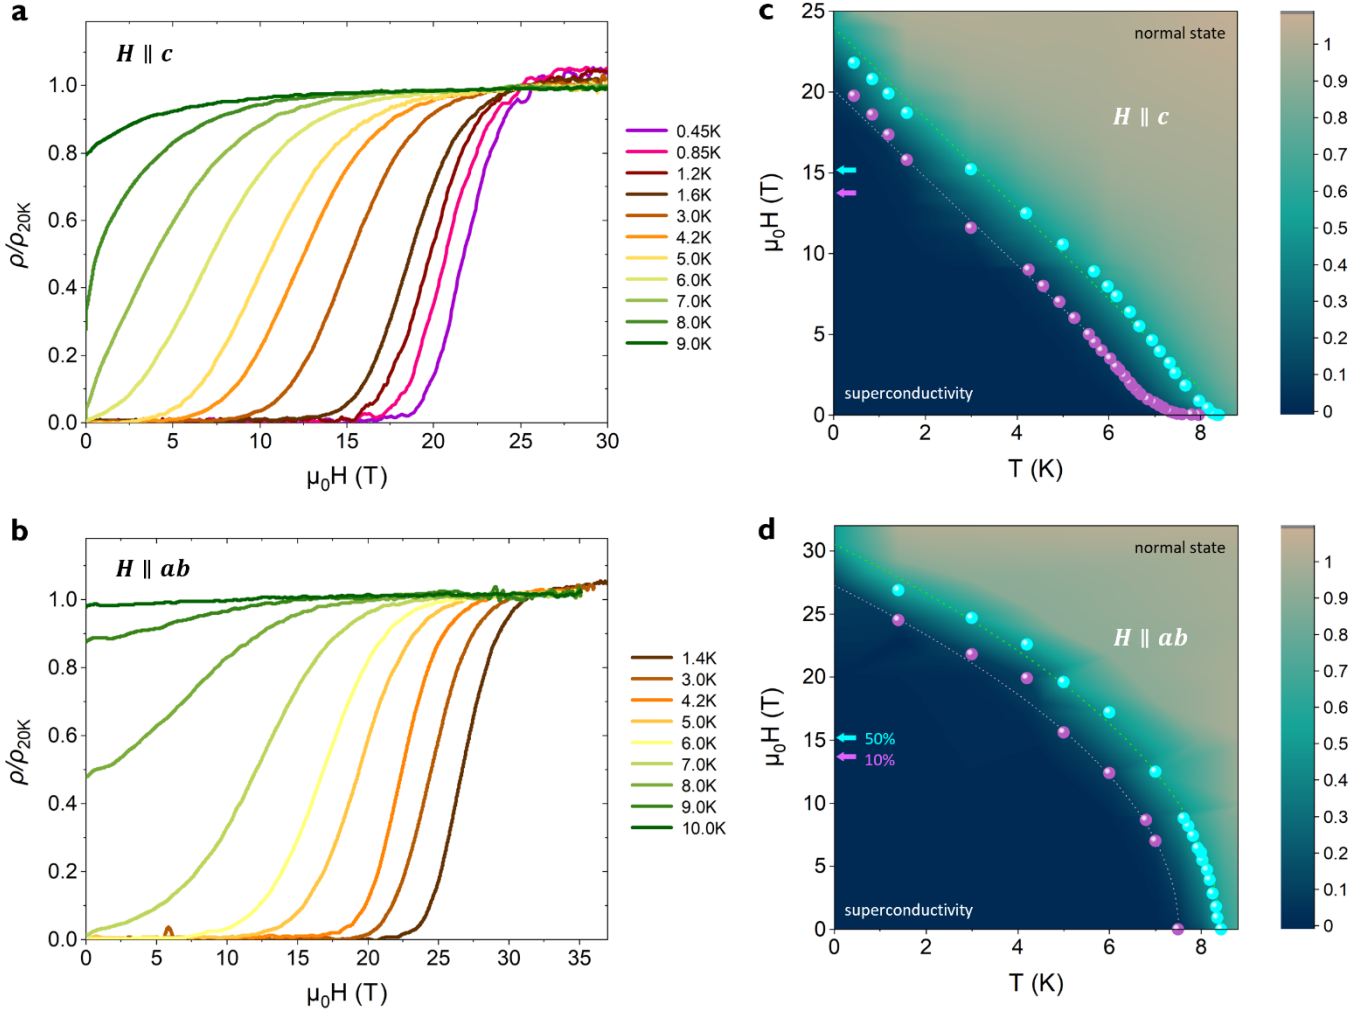 a
H ∥ c
1.0
0.8
0.6
0.4
0.2
0.0
ρ/ρ20K
0 5 10 15 20 25 30
μ0H (T)
0.45K
0.85K
1.2K
1.6K
3.0K
4.2K
5.0K
6.0K
7.0K
8.0K
9.0K
c
normal state
H ∥ c
superconductivity
25
20
15
10
5
0
μ0H (T)
0 2 4 6 8
T (K)
1
0.9
0.8
0.7
0.6
0.5
0.4
0.3
0.2
0.1
0
b
H ∥ ab
1.0
0.8
0.6
0.4
0.2
0.0
ρ/ρ20K
0 5 10 15 20 25 30 35
μ0H (T)
1.4K
3.0K
4.2K
5.0K
6.0K
7.0K
8.0K
9.0K
10.0K
d
normal state
H ∥ ab
50%
10%
superconductivity
30
25
20
15
10
5
0
μ0H (T)
0 2 4 6 8
T (K)
1
0.9
0.8
0.7
0.6
0.5
0.4
0.3
0.2
0.1
0